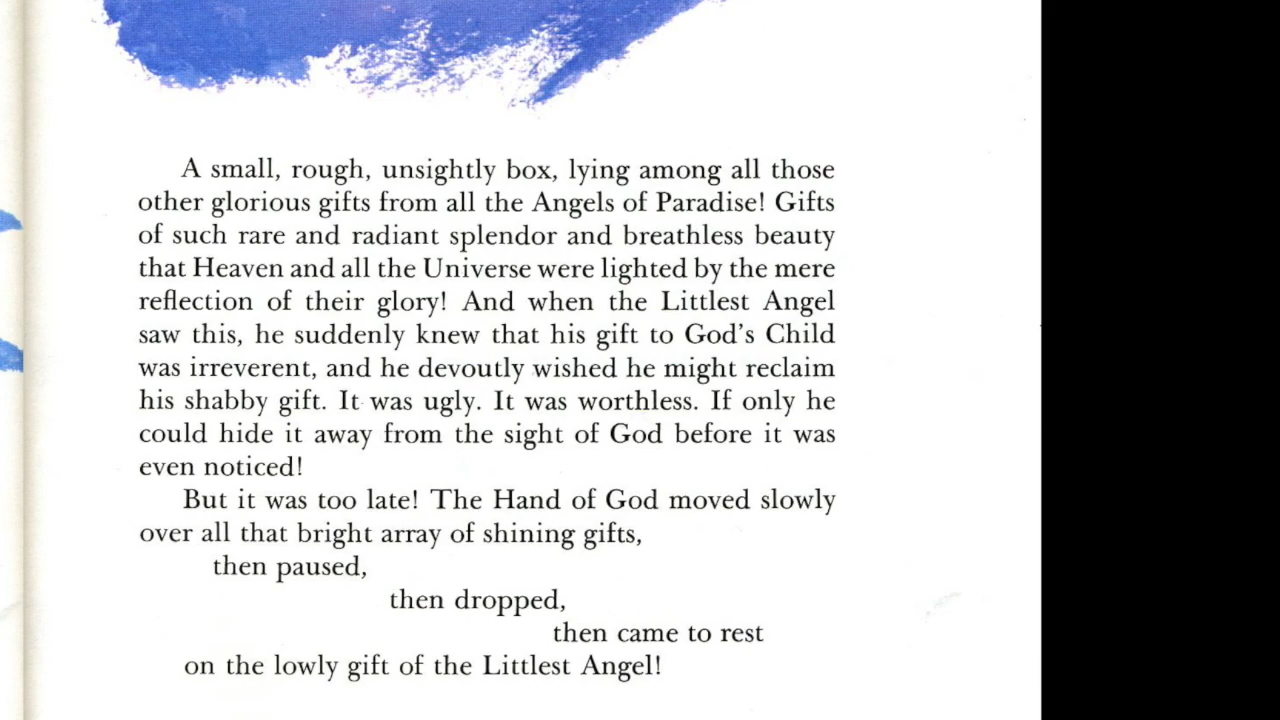 A small, rough, unsightly box, lying among all those
other glorious gifts from all the Angels of Paradise! Gifts
of such rare and radiant splendor and breathless beauty
that Heaven and all the Universe were lighted by the mere
reflection of their glory! And when the Littlest Angel
saw this, he suddenly knew that his gift to God's Child
was irreverent, and he devoutly wished he might reclaim
his shabby gift. It was ugly. It was worthless. If only he
could hide it away from the sight of God before it was
even noticed!
But it was too late! The Hand of God moved slowly
over all that bright array of shining gifts,
then paused,
then dropped,
then came to rest
on the lowly gift of the Littlest Angel!